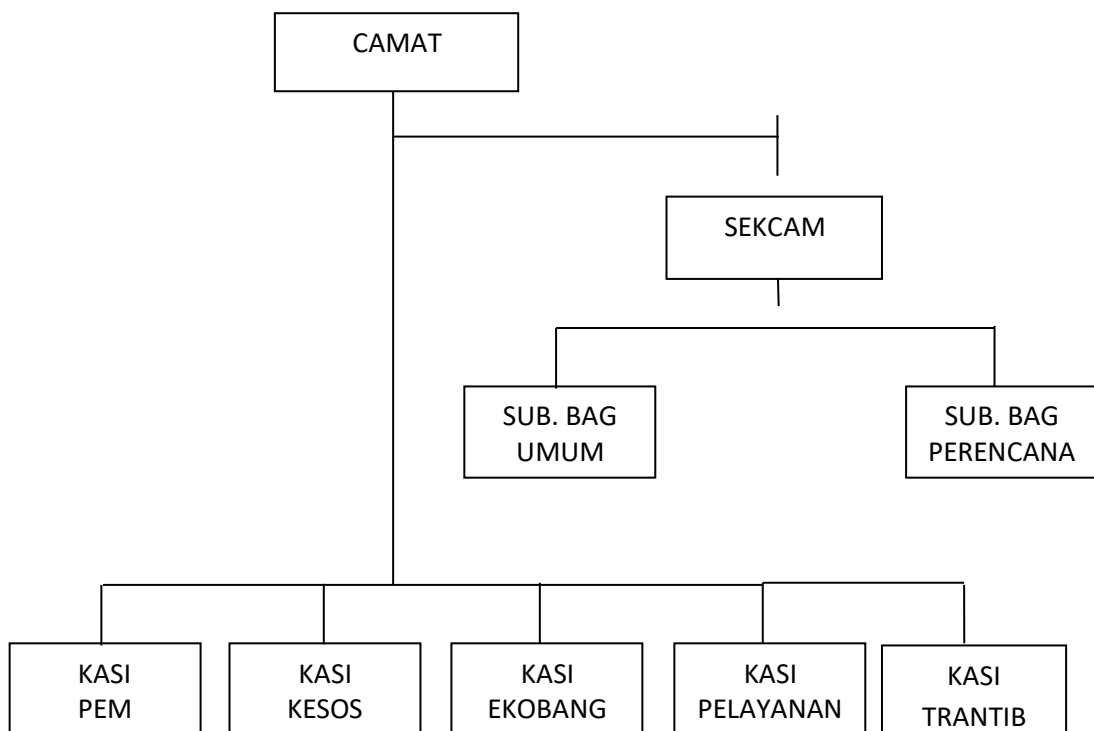 CAMAT
SEKCAM
SUB. BAG
UMUM
SUB. BAG
PERENCANA
KASI
PEM
KASI
KESOS
KASI
EKOBANG
KASI
PELAYANAN
KASI
TRANTIB